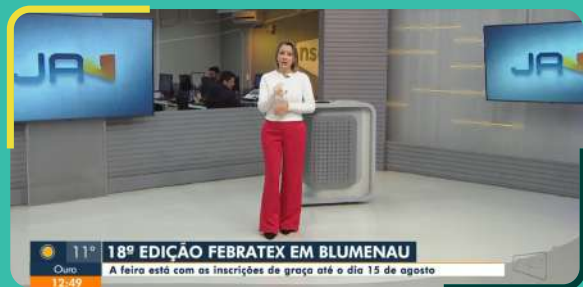 JA
ns
JA
11°
18ª EDIÇÃO FEBRATEX EM BLUMENAU
Ouro
A feira está com as inscrições de graça até o dia 15 de agosto
12:49